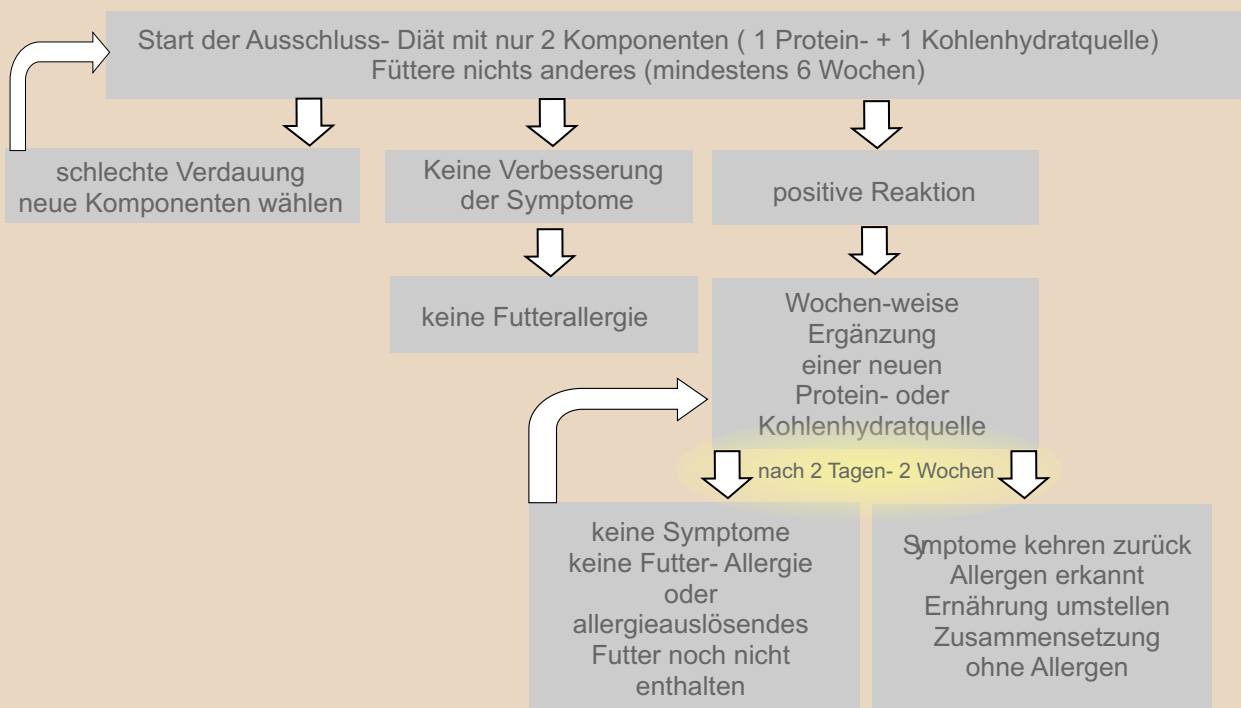 Start der Ausschluss- Diät mit nur 2 Komponenten ( 1 Protein- + 1 Kohlenhydratquelle)
Füttere nichts anderes (mindestens 6 Wochen)
schlechte Verdauung
neue Komponenten wählen
Keine Verbesserung
der Symptome
positive Reaktion
keine Futterallergie
Wochen-weise
Ergänzung
einer neuen
Protein- oder
Kohlenhydratquelle
nach 2 Tagen- 2 Wochen
keine Symptome
keine Futter- Allergie
oder
allergieauslösendes
Futter noch nicht
enthalten
Symptome kehren zurück
Allergen erkannt
Ernährung umstellen
Zusammensetzung
ohne Allergen